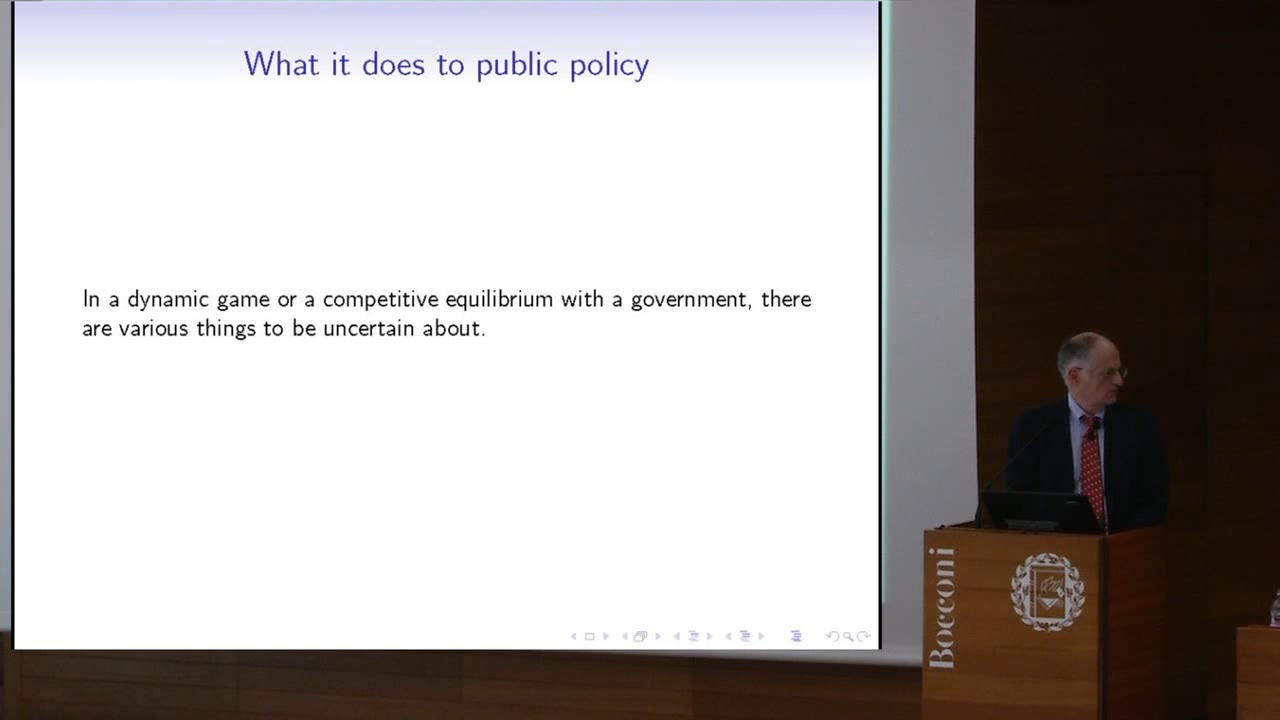 What it does to public policy
In a dynamic game or a competitive equilibrium with a government, there
are various things to be uncertain about.
Bocconi